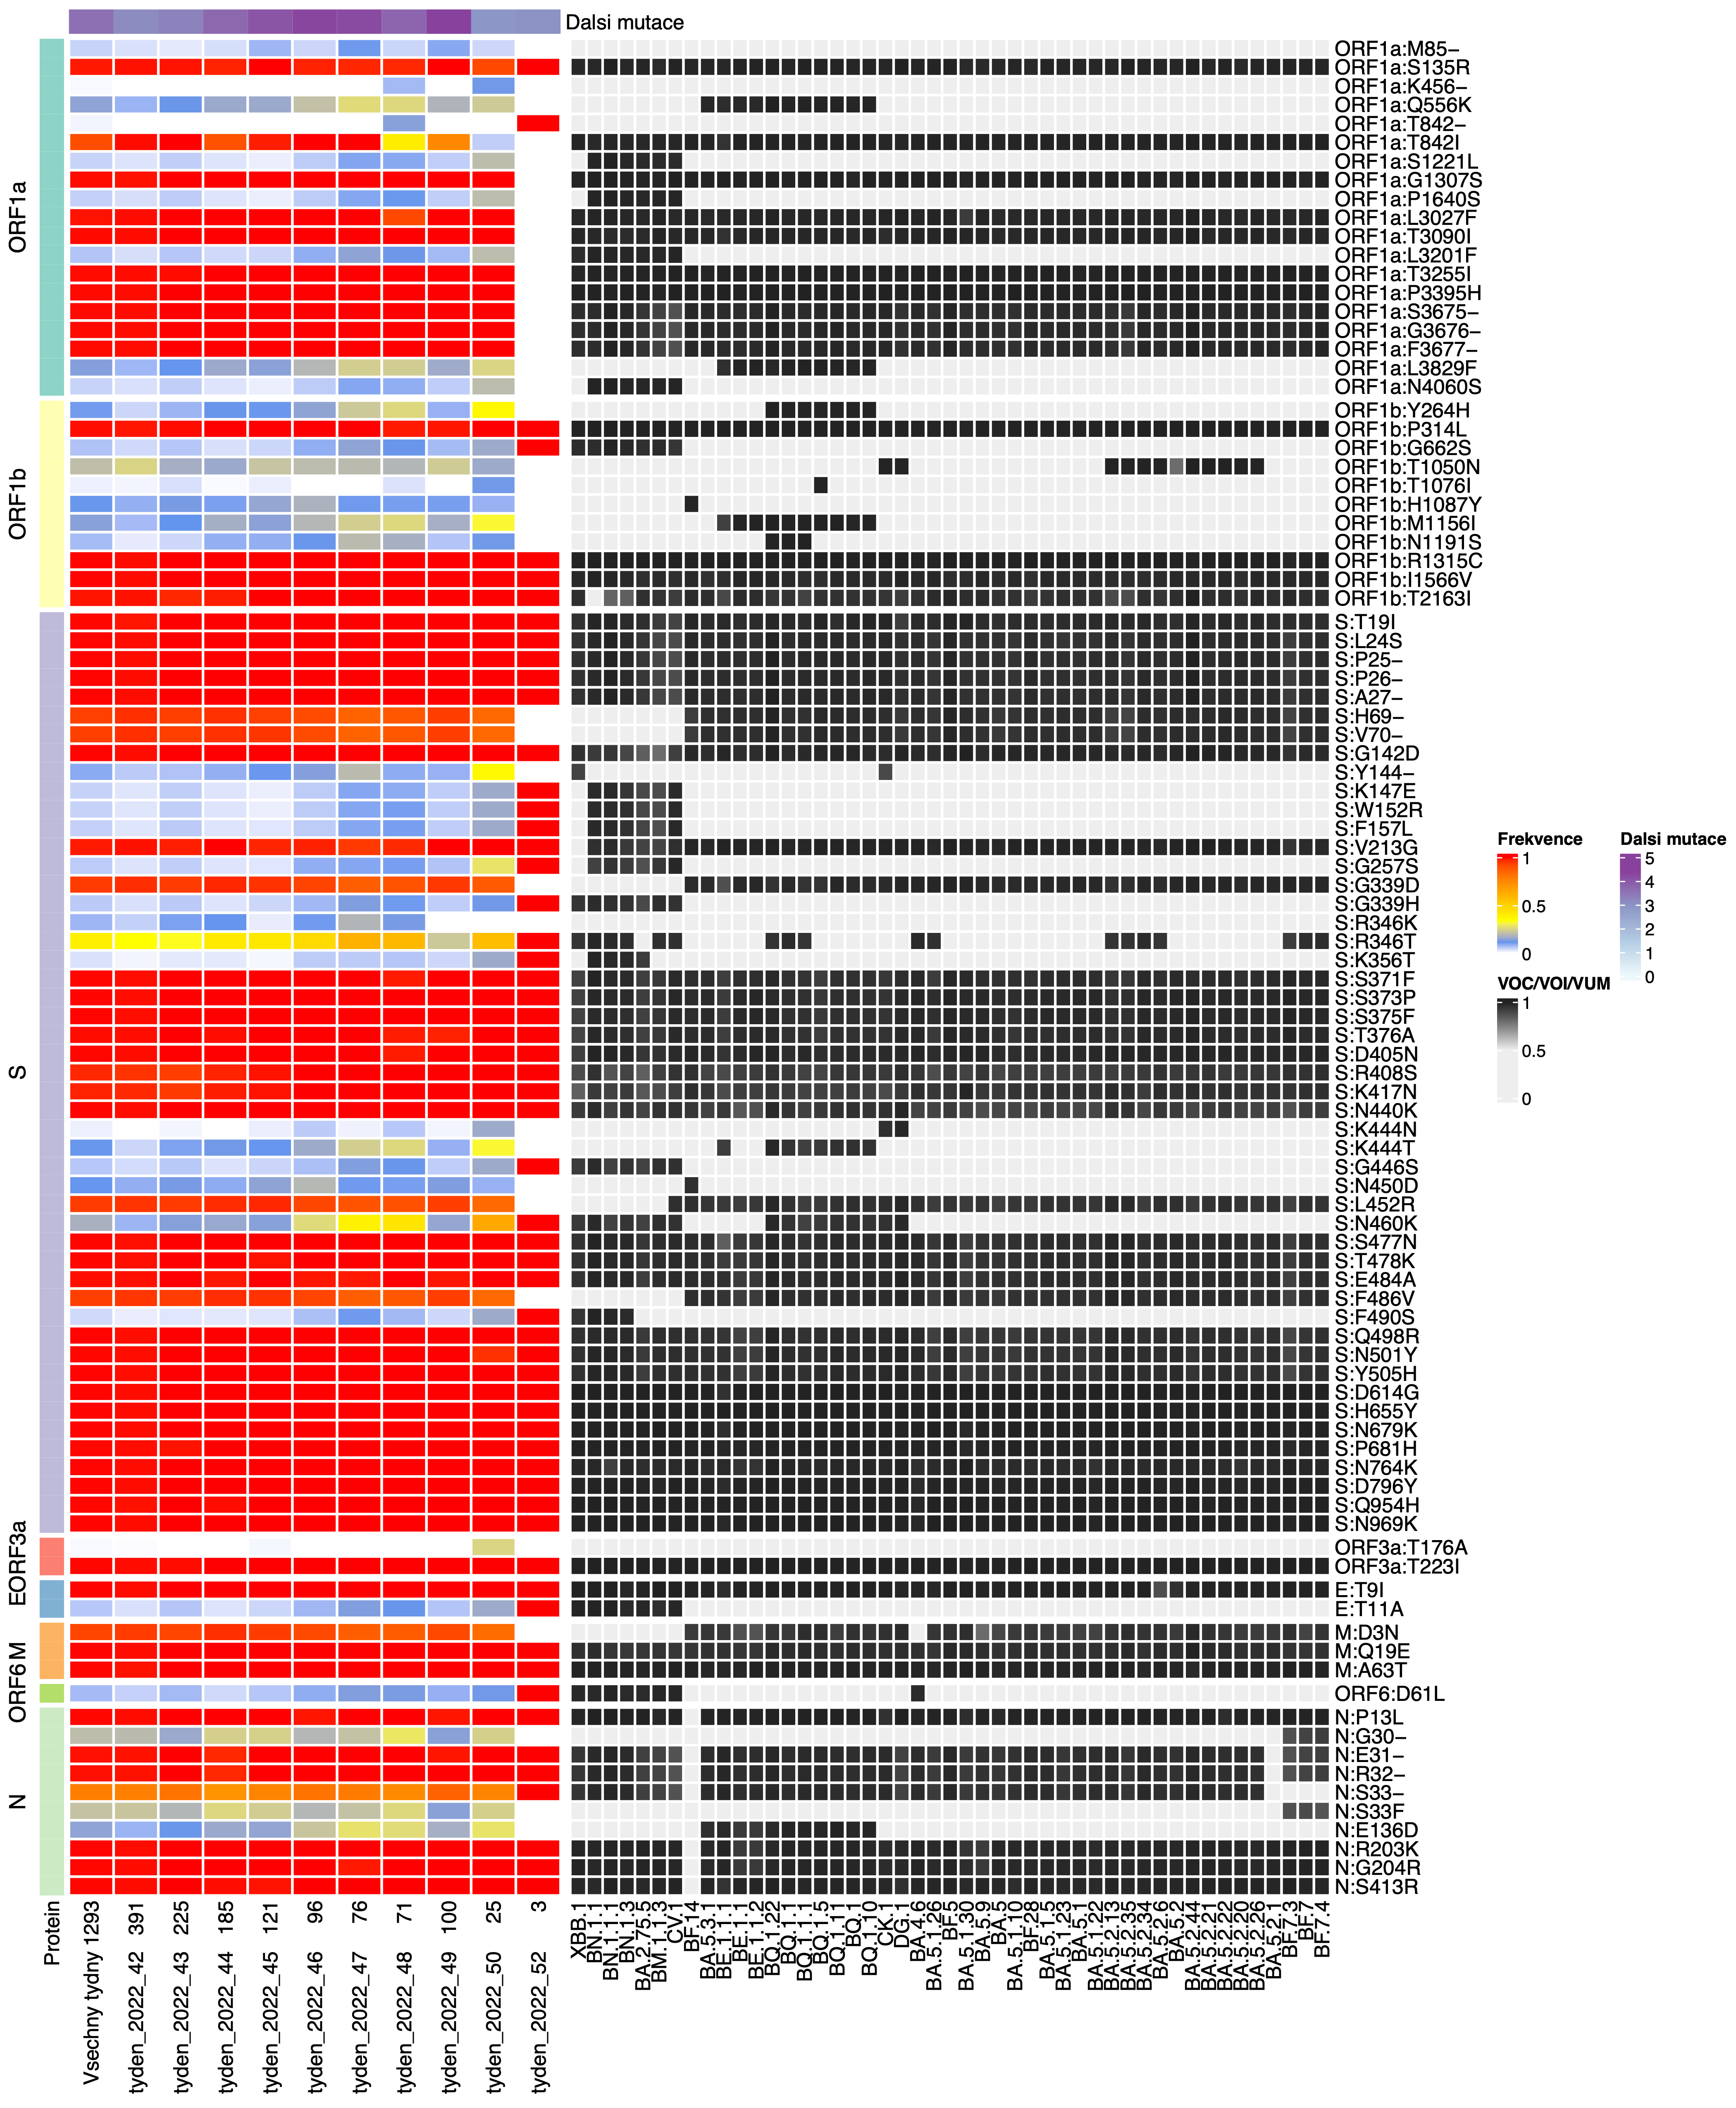 Dalsi mutace
ORF1a
ORF1b
S
ORF3a
E
M
ORF6
N
ORF1a:M85−
ORF1a:S135R
ORF1a:K456−
ORF1a:Q556K
ORF1a:T842−
ORF1a:T842I
ORF1a:S1221L
ORF1a:G1307S
ORF1a:P1640S
ORF1a:L3027F
ORF1a:T3090I
ORF1a:L3201F
ORF1a:T3255I
ORF1a:P3395H
ORF1a:S3675−
ORF1a:G3676−
ORF1a:F3677−
ORF1a:L3829F
ORF1a:N4060S
ORF1b:Y264H
ORF1b:P314L
ORF1b:G662S
ORF1b:T1050N
ORF1b:T1076I
ORF1b:H1087Y
ORF1b:M1156I
ORF1b:N1191S
ORF1b:R1315C
ORF1b:I1566V
ORF1b:T2163I
S:T19I
S:L24S
S:P25−
S:P26−
S:A27−
S:H69−
S:V70−
S:G142D
S:Y144−
S:K147E
S:W152R
S:F157L
S:V213G
S:G257S
S:G339D
S:G339H
S:R346K
S:R346T
S:K356T
S:S371F
S:S373P
S:S375F
S:T376A
S:D405N
S:R408S
S:K417N
S:N440K
S:K444N
S:K444T
S:G446S
S:N450D
S:L452R
S:N460K
S:S477N
S:T478K
S:E484A
S:F486V
S:F490S
S:Q498R
S:N501Y
S:Y505H
S:D614G
S:H655Y
S:N679K
S:P681H
S:N764K
S:D796Y
S:Q954H
S:N969K
ORF3a:T176A
ORF3a:T223I
E:T9I
E:T11A
M:D3N
M:Q19E
M:A63T
ORF6:D61L
N:P13L
N:G30−
N:E31−
N:R32−
N:S33−
N:S33F
N:E136D
N:R203K
N:G204R
N:S413R
Frekvence
1
0.5
0
Dalsi mutace
5
4
3
2
1
0
VOC/VOI/VUM
1
0.5
0
Protein
Vsechny tydny 1293
tyden_2022_42 391
tyden_2022_43 225
tyden_2022_44 185
tyden_2022_45 121
tyden_2022_46 96
tyden_2022_47 76
tyden_2022_48 71
tyden_2022_49 100
tyden_2022_50 25
tyden_2022_52 3
XBB.1
BN.1.1
BN.1.1.1
BN.1.3
BA.2.75.5
BM.1.1.3
CV.1
BF.14
BA.5.3.1
BE.1.1.1
BE.1.1
BE.1.1.2
BQ.1.1.22
BQ.1.1
BQ.1.1.1
BQ.1.5
BQ.1.11
BQ.1
BQ.1.10
CK.1
DG.1
BA.4.6
BA.5.1.26
BF.5
BA.5.1.30
BA.5.9
BA.5
BA.5.1.10
BF.28
BA.5.1.5
BA.5.1.23
BA.5.1
BA.5.1.22
BA.5.2.13
BA.5.2.35
BA.5.2.34
BA.5.2.6
BA.5.2
BA.5.2.44
BA.5.2.21
BA.5.2.22
BA.5.2.20
BA.5.2.26
BA.5.2.1
BF.7.3
BF.7
BF.7.4